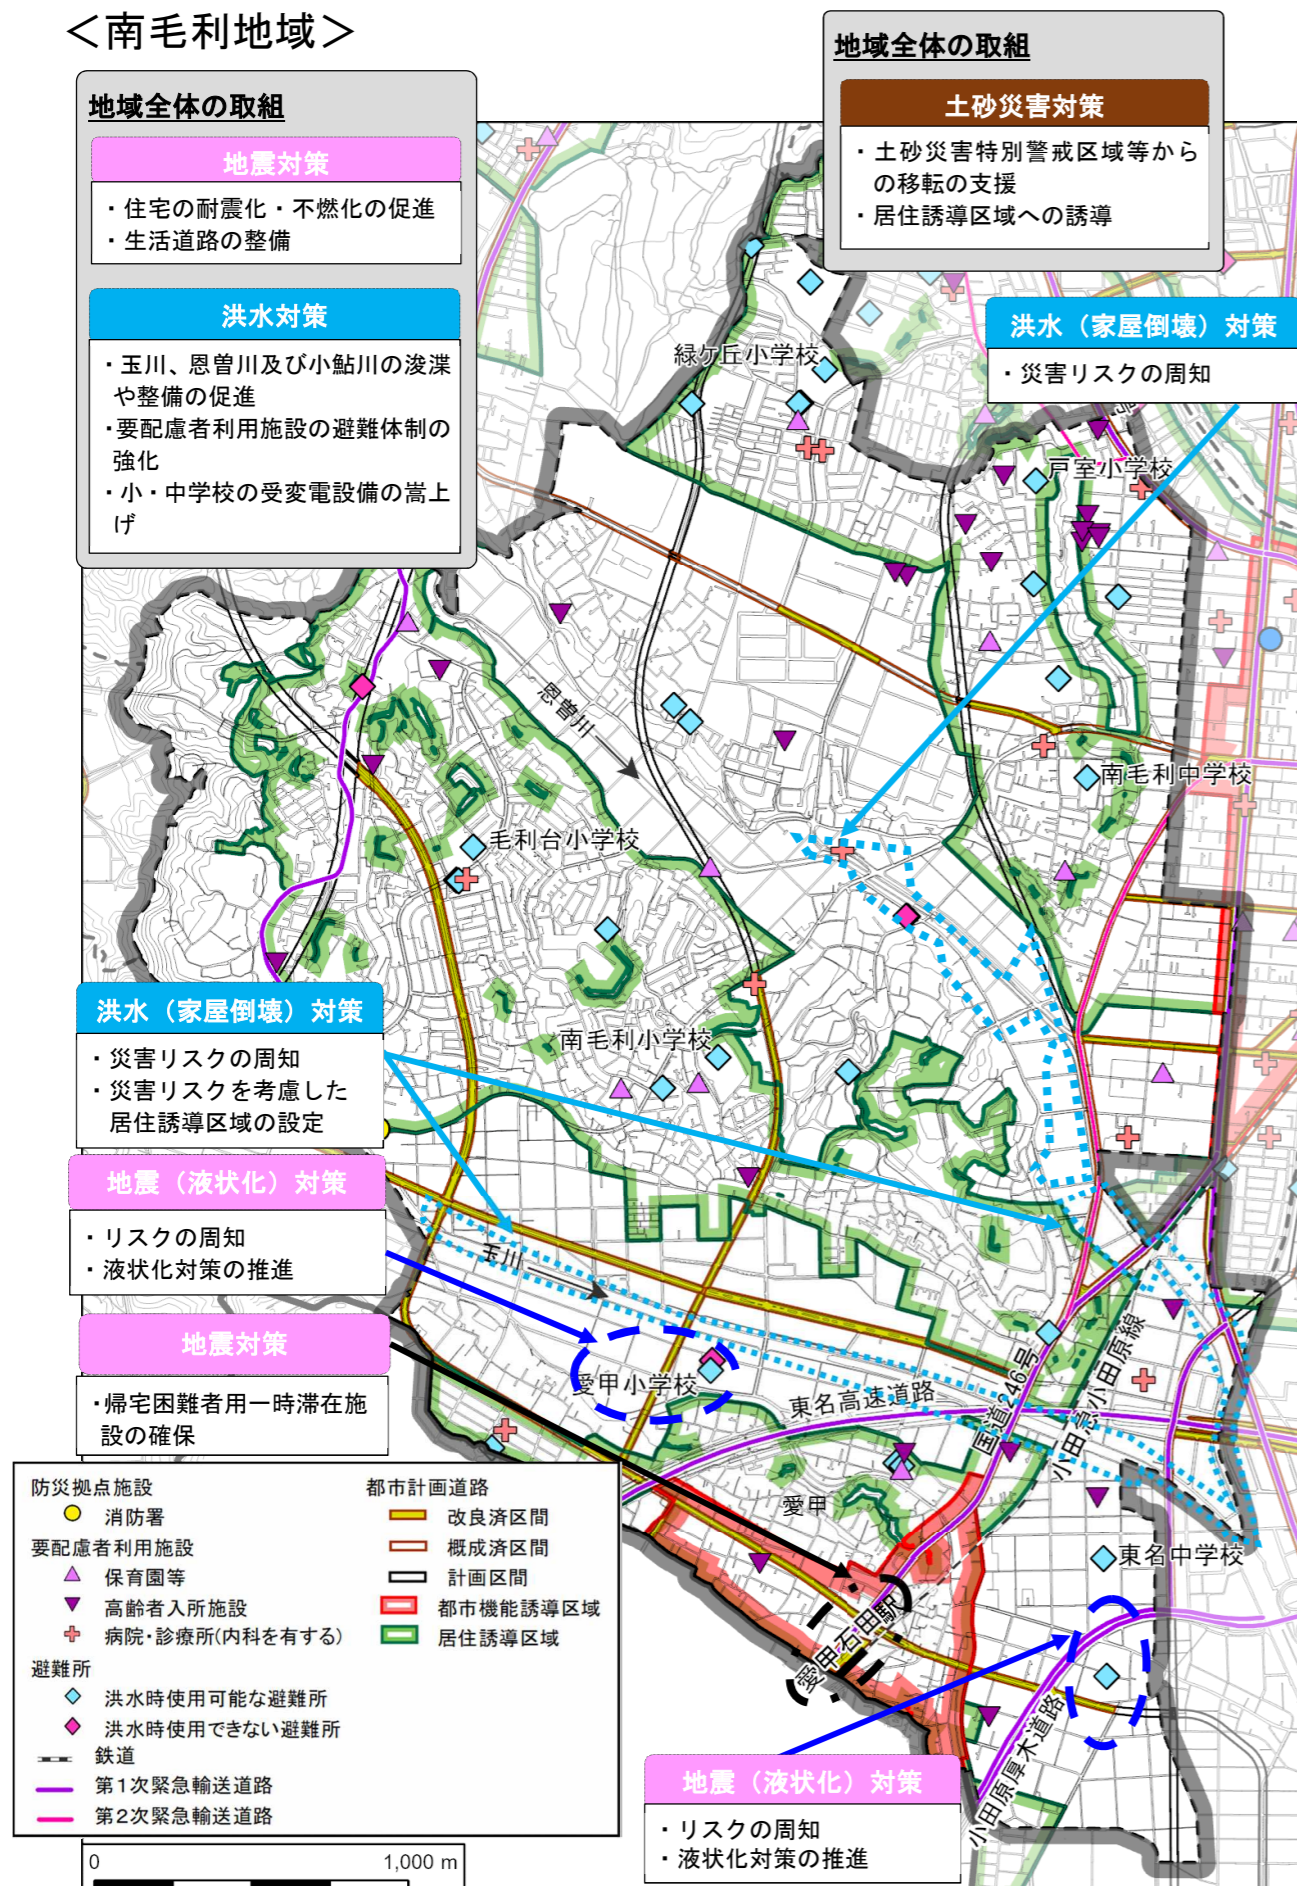 ＜南毛利地域＞
地域全体の取組
地震対策
・住宅の耐震化・不燃化の促進
・生活道路の整備
洪水対策
・玉川、恩曽川及び小鮎川の浚渫
や整備の促進
・要配慮者利用施設の避難体制の
強化
・小・中学校の受変電設備の嵩上
げ
地域全体の取組
土砂災害対策
・土砂災害特別警戒区域等から
の移転の支援
・居住誘導区域への誘導
洪水（家屋倒壊）対策
・災害リスクの周知
緑ケ丘小学校
戸室小学校
恩曽川
南毛利中学校
毛利台小学校
南毛利小学校
洪水（家屋倒壊）対策
・災害リスクの周知
・災害リスクを考慮した
居住誘導区域の設定
地震（液状化）対策
・リスクの周知
・液状化対策の推進
玉川
地震対策
・帰宅困難者用一時滞在施
設の確保
愛甲小学校
東名高速道路
国道246号
小田急小田原線
愛甲
愛甲石田駅
東名中学校
小田原厚木道路
地震（液状化）対策
・リスクの周知
・液状化対策の推進
防災拠点施設
消防署
要配慮者利用施設
保育園等
高齢者入所施設
病院・診療所(内科を有する)
避難所
洪水時使用可能な避難所
洪水時使用できない避難所
鉄道
第1次緊急輸送道路
第2次緊急輸送道路
都市計画道路
改良済区間
概成済区間
計画区間
都市機能誘導区域
居住誘導区域
0 1,000 m